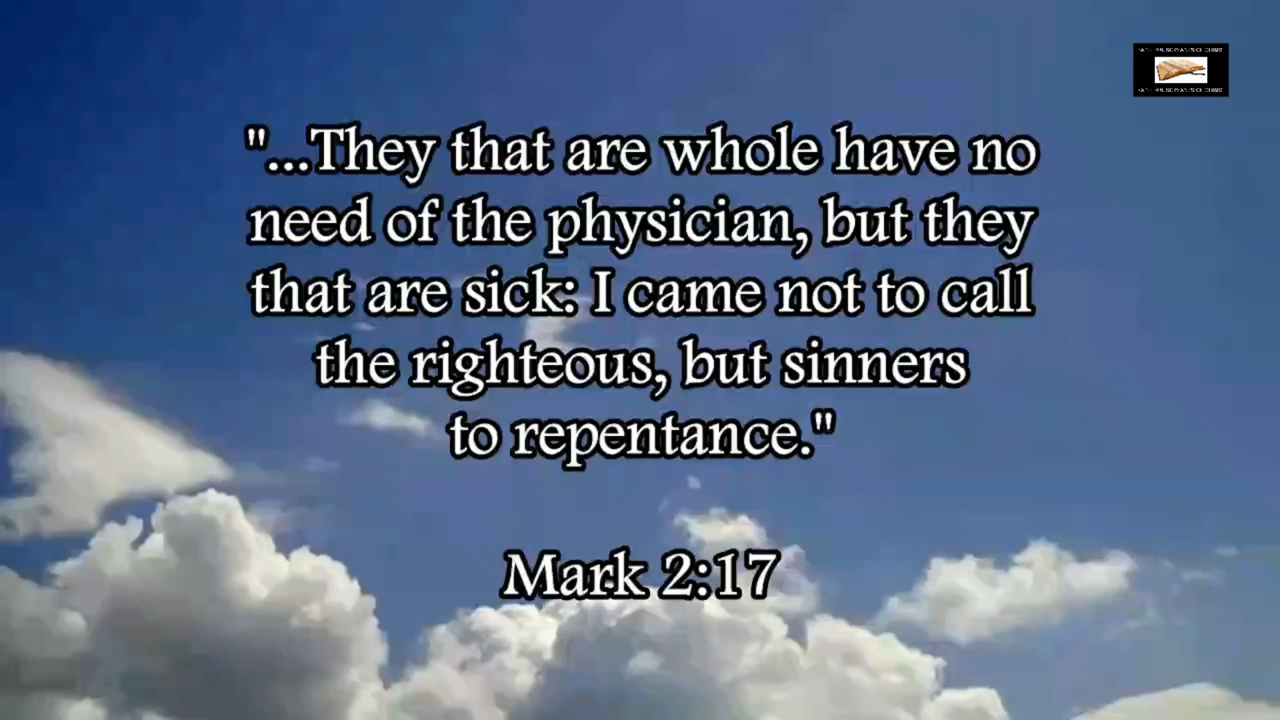 "...They that are whole have no
need of the physician, but they
that are sick: I came not to call
the righteous, but sinners
to repentance."
Mark 2:17